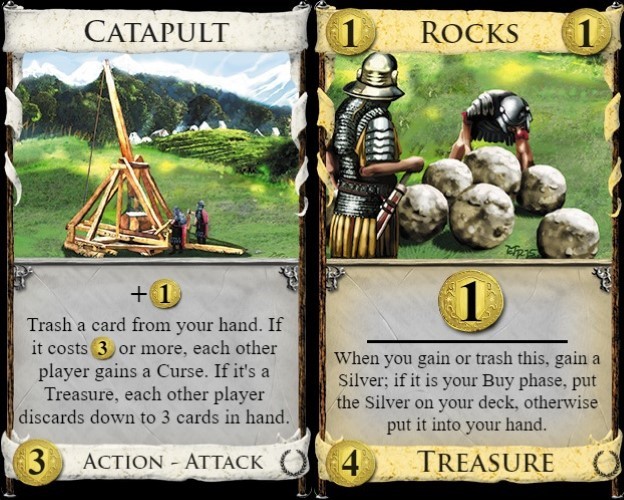 CATAPULT
+1
Trash a card from your hand. If
it costs 3 or more, each other
player gains a Curse. If it's a
Treasure, each other player
discards down to 3 cards in hand.
3 ACTION - ATTACK
1 ROCKS 1
1
When you gain or trash this, gain a
Silver; if it is your Buy phase, put
the Silver on your deck, otherwise
put it into your hand.
4 TREASURE